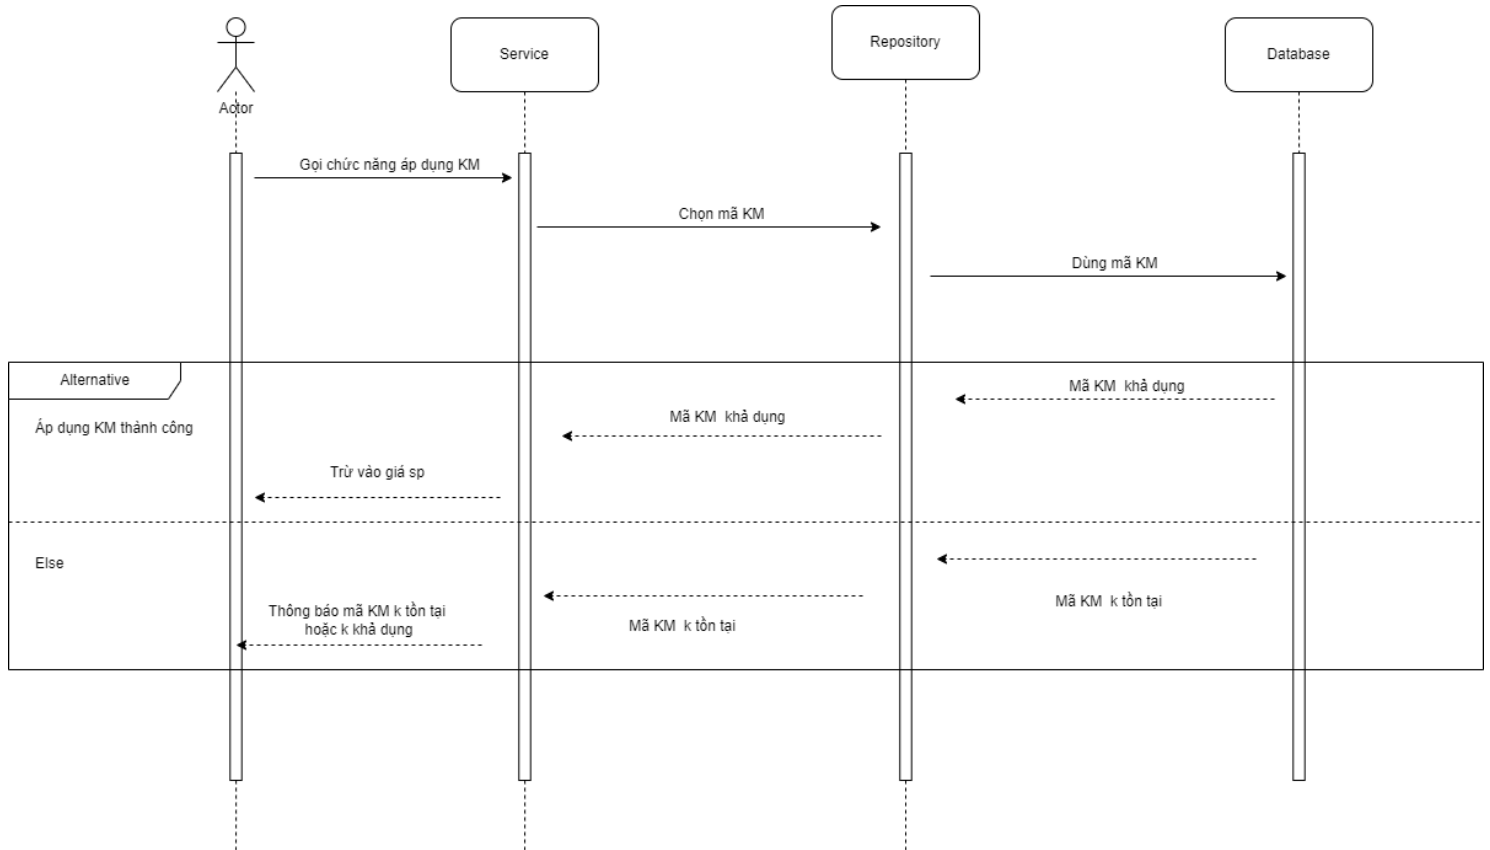 Actor
Service
Repository
Database
Gọi chức năng áp dụng KM
Chọn mã KM
Dùng mã KM
Alternative
Mã KM khả dụng
Mã KM khả dụng
Áp dụng KM thành công
Trừ vào giá sp
Else
Mã KM k tồn tại
Mã KM k tồn tại
Thông báo mã KM k tồn tại
hoặc k khả dụng